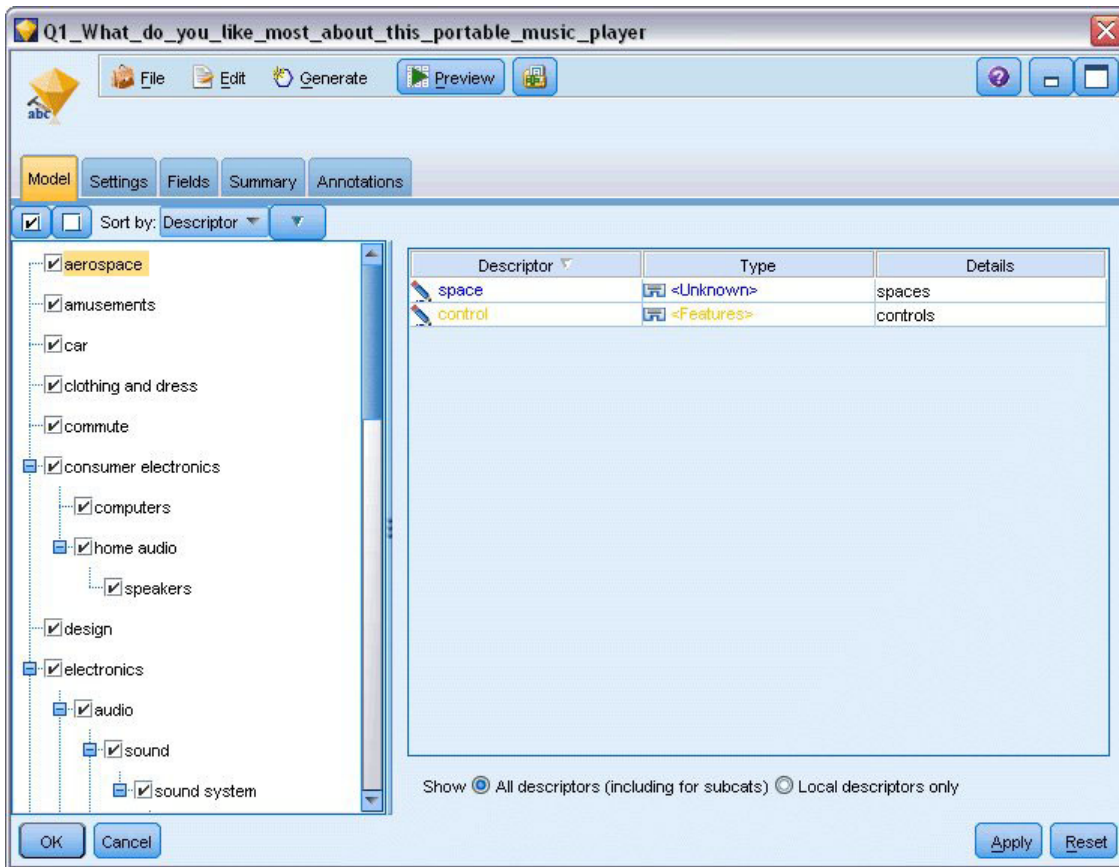 Q1_What_do_you_like_most_about_this_portable_music_player
File Edit Generate Preview
abc
Model Settings Fields Summary Annotations
Sort by: Descriptor
aerospace
amusements
car
clothing and dress
commute
consumer electronics
computers
home audio
speakers
design
electronics
audio
sound
sound system
Descriptor Type Details
space <Unknown> spaces
control <Features> controls
Show All descriptors (including for subcats) Local descriptors only
OK Cancel Apply Reset